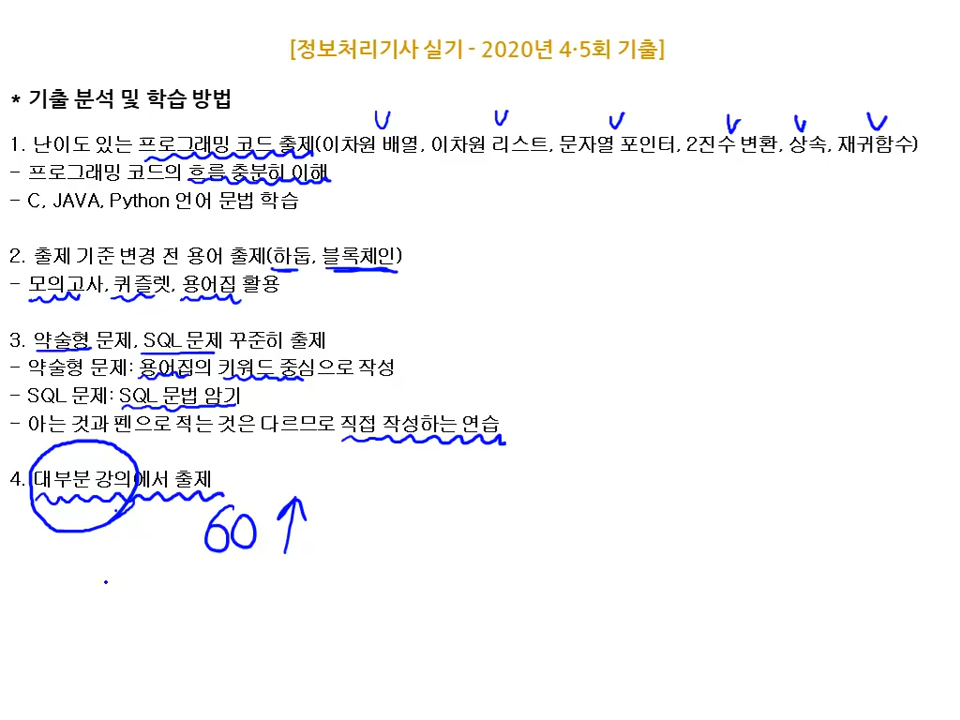 [정보처리기사 실기 - 2020년 4·5회 기출]
* 기출 분석 및 학습 방법
1. 난이도 있는 프로그래밍 코드 출제(이차원 배열, 이차원 리스트, 문자열 포인터, 2진수 변환, 상속, 재귀함수)
- 프로그래밍 코드의 흐름 충분히 이해
- C, JAVA, Python 언어 문법 학습
2. 출제 기준 변경 전 용어 출제(하둡, 블록체인)
- 모의고사, 퀴즐렛, 용어집 활용
3. 약술형 문제, SQL 문제 꾸준히 출제
- 약술형 문제: 용어집의 키워드 중심으로 작성
- SQL 문제: SQL 문법 암기
- 아는 것과 펜으로 적는 것은 다르므로 직접 작성하는 연습
4. 대부분 강의에서 출제
60 ↑